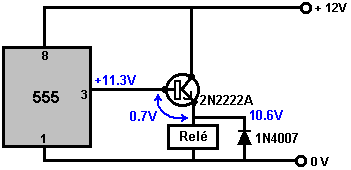 + 12V
8
555
+11.3V
3
2N2222A
0.7V
10.6V
Relé
1N4007
1
0 V